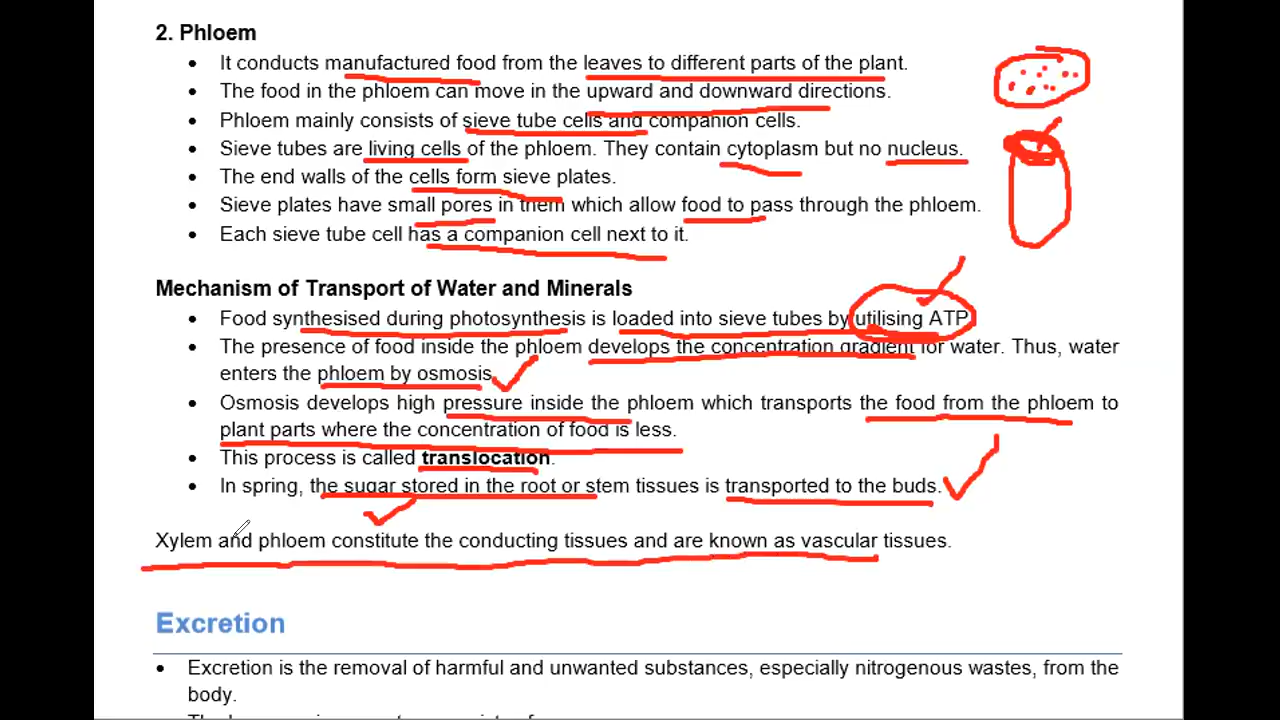 2. Phloem
• It conducts manufactured food from the leaves to different parts of the plant.
• The food in the phloem can move in the upward and downward directions.
• Phloem mainly consists of sieve tube cells and companion cells.
• Sieve tubes are living cells of the phloem. They contain cytoplasm but no nucleus.
• The end walls of the cells form sieve plates.
• Sieve plates have small pores in them which allow food to pass through the phloem.
• Each sieve tube cell has a companion cell next to it.
Mechanism of Transport of Water and Minerals
• Food synthesised during photosynthesis is loaded into sieve tubes by utilising ATP
• The presence of food inside the phloem develops the concentration gradient for water. Thus, water
enters the phloem by osmosis.
• Osmosis develops high pressure inside the phloem which transports the food from the phloem to
plant parts where the concentration of food is less.
• This process is called translocation.
• In spring, the sugar stored in the root or stem tissues is transported to the buds.
Xylem and phloem constitute the conducting tissues and are known as vascular tissues.
Excretion
• Excretion is the removal of harmful and unwanted substances, especially nitrogenous wastes, from the
body.